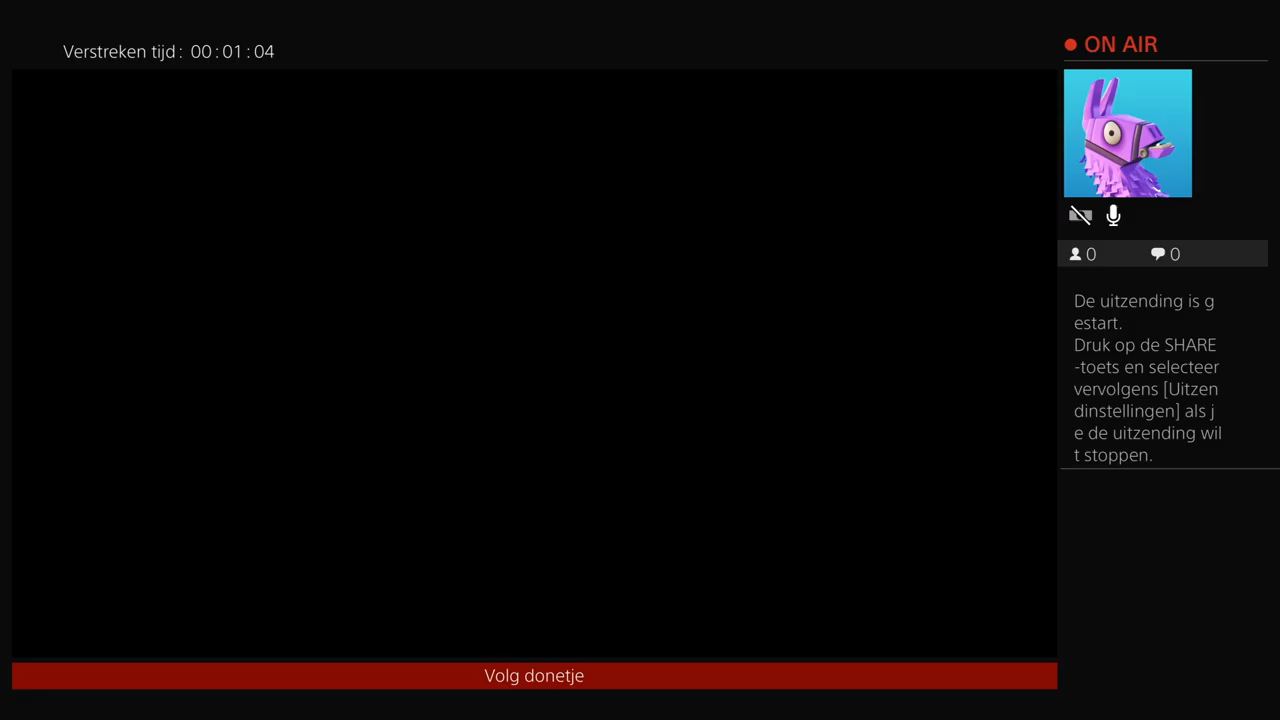 Verstreken tijd: 00:01:04
ON AIR
0 0
De uitzending is g
estart.
Druk op de SHARE
-toets en selecteer
vervolgens [Uitzen
dinstellingen] als j
e de uitzending wil
t stoppen.
Volg donetje